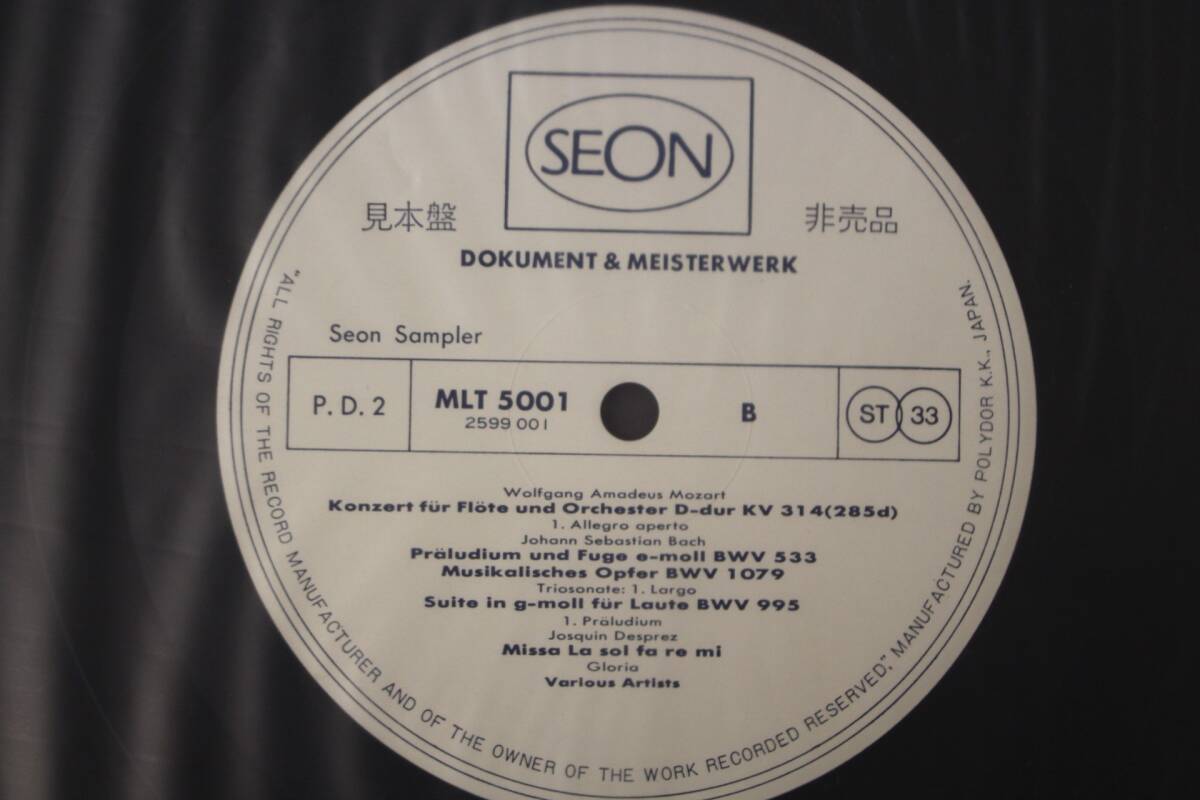 SEON
見本盤 非売品
DOKUMENT & MEISTERWERK
Seon Sampler
P. D. 2 MLT 5001 B ST 33
2599 001
Wolfgang Amadeus Mozart
Konzert für Flöte und Orchester D-dur KV 314(285d)
1. Allegro aperto
Johann Sebastian Bach
Präludium und Fuge e-moll BWV 533
Musikalisches Opfer BWV 1079
Triosonate: 1. Largo
Suite in g-moll für Laute BWV 995
1. Präludium
Josquin Desprez
Missa La sol fa re mi
Gloria
Various Artists
"ALL RIGHTS OF THE RECORD MANUFACTURER AND OF THE OWNER OF THE WORK RECORDED RESERVED." MANUFACTURED BY POLYDOR K.K., JAPAN.